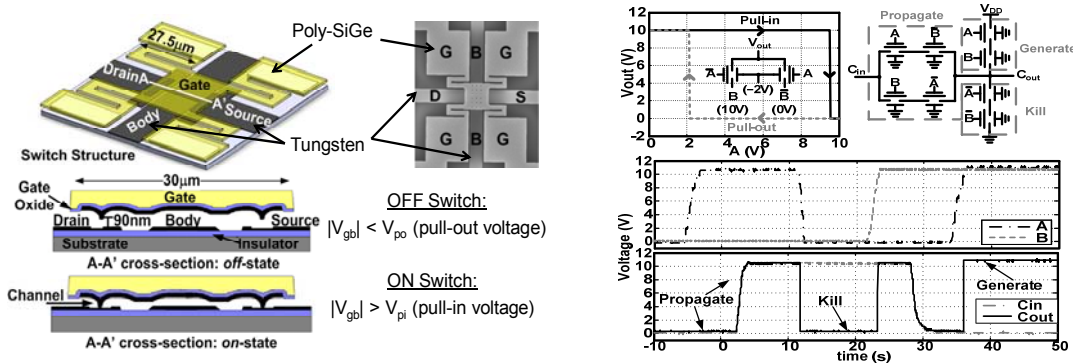 27.5μm
Poly-SiGe
DrainA
Gate
A' Source
Body
Tungsten
Switch Structure
G B G
D S
G B G
30μm
Gate
Gate Oxide
Drain 90nm Body Source
Substrate Insulator
A-A' cross-section: off-state
Channel
A-A' cross-section: on-state
OFF Switch:
|Vgb| < Vpo (pull-out voltage)
ON Switch:
|Vgb| > Vpi (pull-in voltage)
Vout (V)
12
10
8
6
4
2
0
Pull-in
Vout
A A
B (-2V) B
(10V) (0V)
Pull-out
0 2 4 6 8 10
A (V)
Propagate
VDD
A B
A
B
Generate
Cin
Cout
B A
A
B
Kill
Voltage (V)
12
10
8
6
4
2
0
A
B
12
10
8
6
4
2
0
Propagate
Kill
Generate
Cin
Cout
-10 0 10 20 30 40 50
time (s)